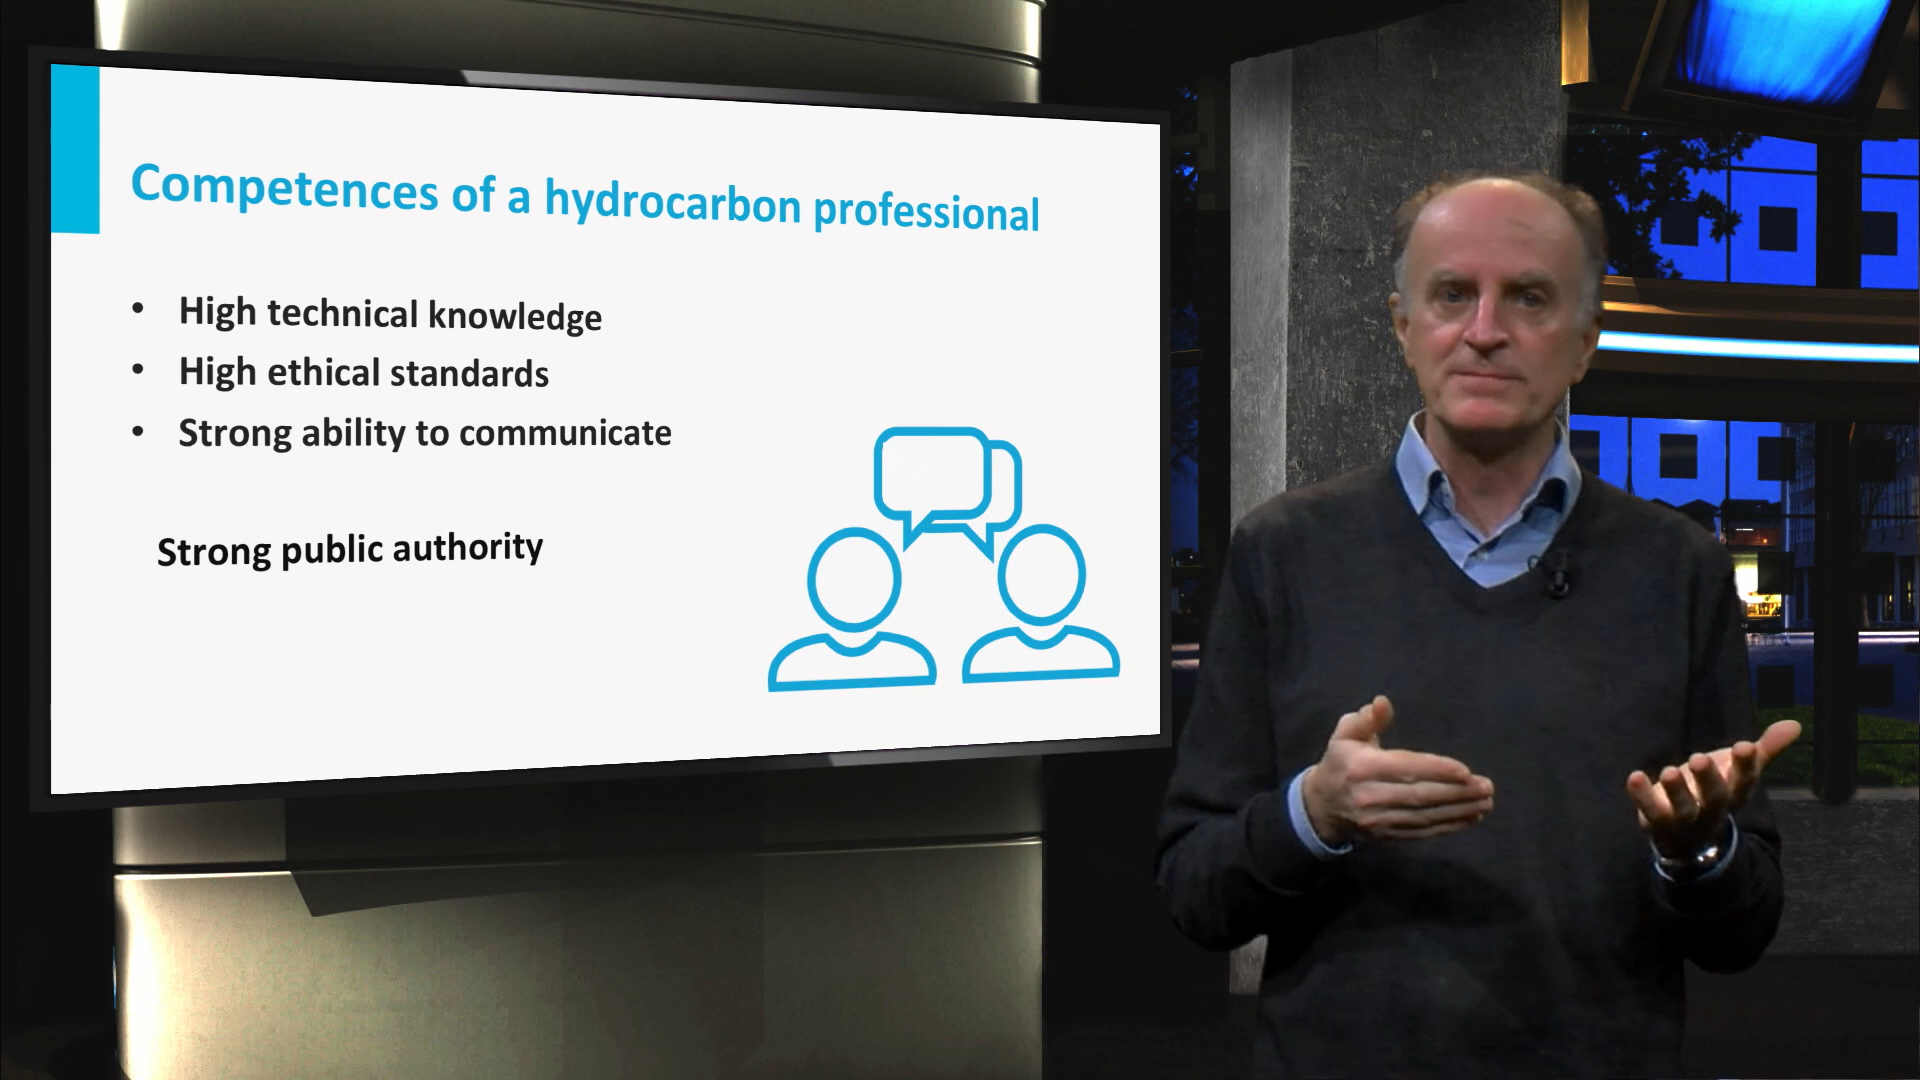 Competences of a hydrocarbon professional
• High technical knowledge
• High ethical standards
• Strong ability to communicate
Strong public authority